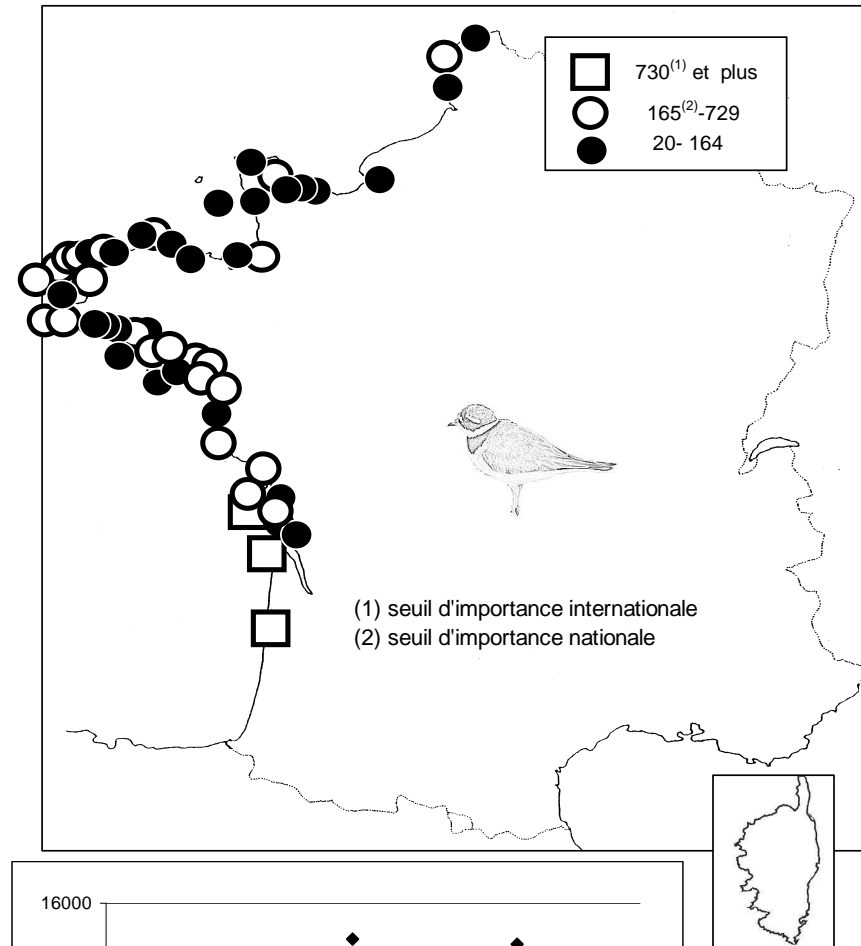 730(1) et plus
165(2)-729
20- 164
(1) seuil d'importance internationale
(2) seuil d'importance nationale
16000